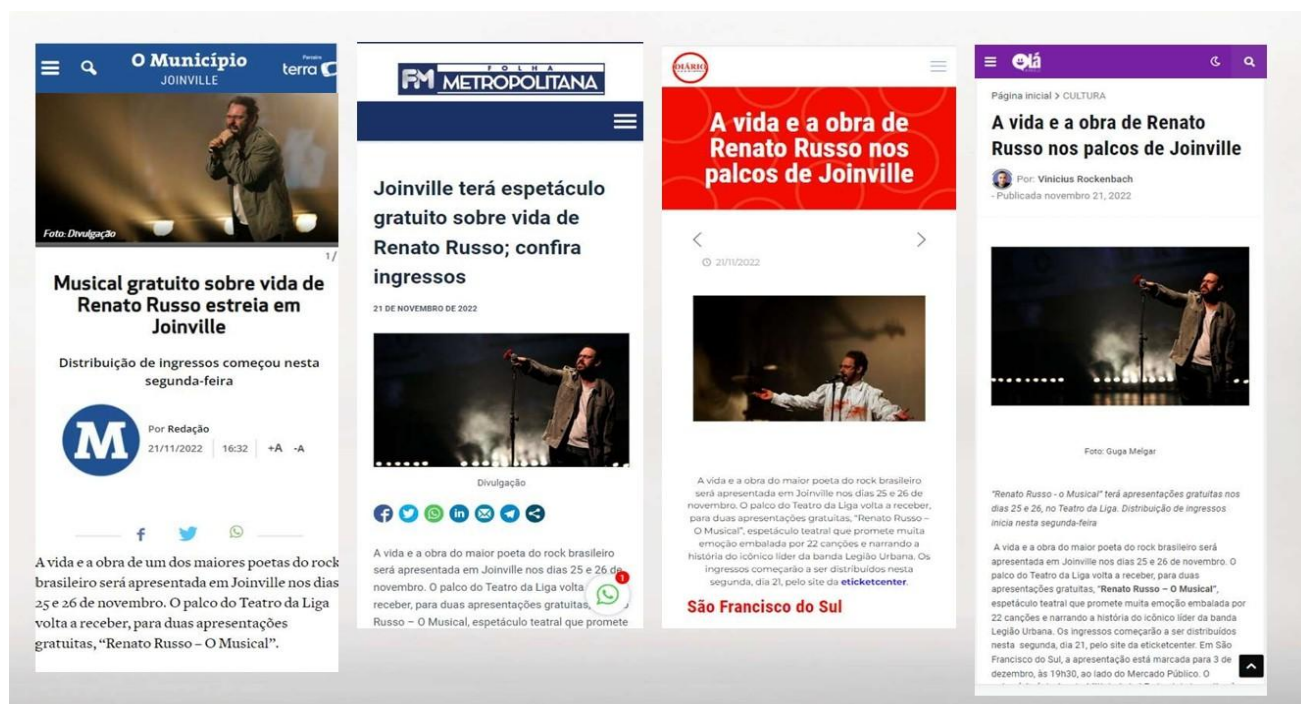 O Município
JOINVILLE
Parceiro
terra
Foto: Divulgação
1/
Musical gratuito sobre vida de
Renato Russo estreia em
Joinville
Distribuição de ingressos começou nesta
segunda-feira
M
Por Redação
21/11/2022 16:32 +A -A
A vida e a obra de um dos maiores poetas do rock
brasileiro será apresentada em Joinville nos dias
25 e 26 de novembro. O palco do Teatro da Liga
volta a receber, para duas apresentações
gratuitas, “Renato Russo – O Musical”.
FM
FOLHA
METROPOLITANA
Joinville terá espetáculo
gratuito sobre vida de
Renato Russo; confira
ingressos
21 DE NOVEMBRO DE 2022
Divulgação
A vida e a obra do maior poeta do rock brasileiro
será apresentada em Joinville nos dias 25 e 26 de
novembro. O palco do Teatro da Liga volta
receber, para duas apresentações gratuitas,
Russo – O Musical, espetáculo teatral que promete
1
DIÁRIO
A vida e a obra de
Renato Russo nos
palcos de Joinville
21/11/2022
A vida e a obra do maior poeta do rock brasileiro
será apresentada em Joinville nos dias 25 e 26 de
novembro. O palco do Teatro da Liga volta a receber,
para duas apresentações gratuitas, “Renato Russo –
O Musical”, espetáculo teatral que promete muita
emoção embalada por 22 canções e narrando a
história do icônico líder da banda Legião Urbana. Os
ingressos começarão a ser distribuídos nesta
segunda, dia 21, pelo site da eticketcenter.
São Francisco do Sul
Olá
Página inicial > CULTURA
A vida e a obra de Renato
Russo nos palcos de Joinville
Por: Vinicius Rockenbach
- Publicada novembro 21, 2022
Foto: Guga Melgar
"Renato Russo - o Musical" terá apresentações gratuitas nos
dias 25 e 26, no Teatro da Liga. Distribuição de ingressos
inicia nesta segunda-feira
A vida e a obra do maior poeta do rock brasileiro será
apresentada em Joinville nos dias 25 e 26 de novembro. O
palco do Teatro da Liga volta a receber, para duas
apresentações gratuitas, “Renato Russo – O Musical”,
espetáculo teatral que promete muita emoção embalada por
22 canções e narrando a história do icônico líder da banda
Legião Urbana. Os ingressos começarão a ser distribuídos
nesta segunda, dia 21, pelo site da eticketcenter. Em São
Francisco do Sul, a apresentação está marcada para 3 de
dezembro, às 19h30, ao lado do Mercado Público. O